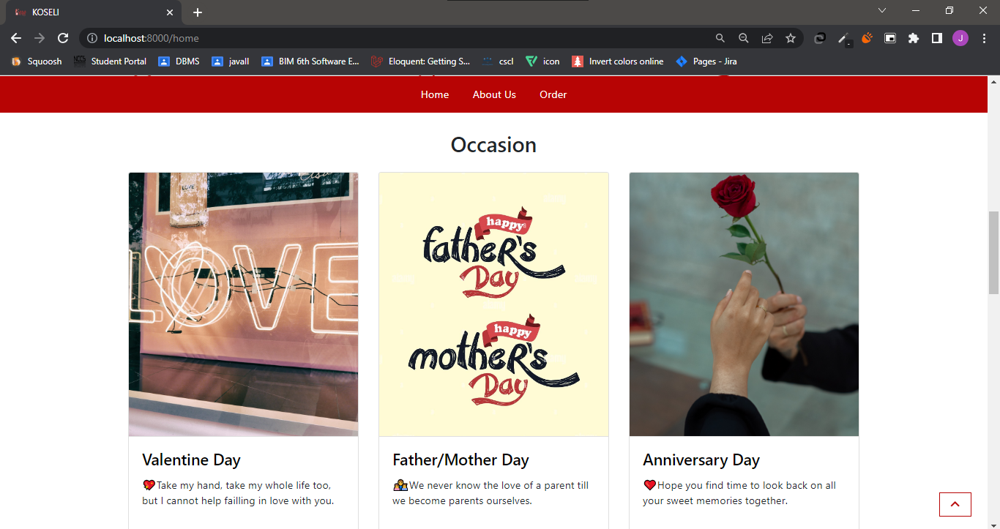 KOSELI
localhost:8000/home
J
Squoosh
Student Portal
DBMS
javall
BIM 6th Software E...
Eloquent: Getting S...
cscl
icon
Invert colors online
Pages - Jira
Home
About Us
Order
Occasion
LOVE
LOVE
happy
father's
Day
happy
mother's
Day
Valentine Day
💖Take my hand, take my whole life too,
but I cannot help failling in love with you.
Father/Mother Day
We never know the love of a parent till
we become parents ourselves.
Anniversary Day
❤️Hope you find time to look back on all
your sweet memories together.